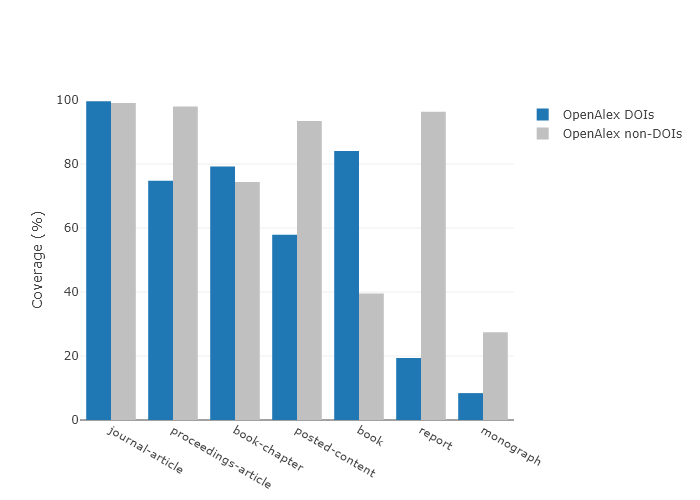 100
80
60
40
20
0
Coverage (%)
journal-article
proceedings-article
book-chapter
posted-content
book
report
monograph
OpenAlex DOIs
OpenAlex non-DOIs